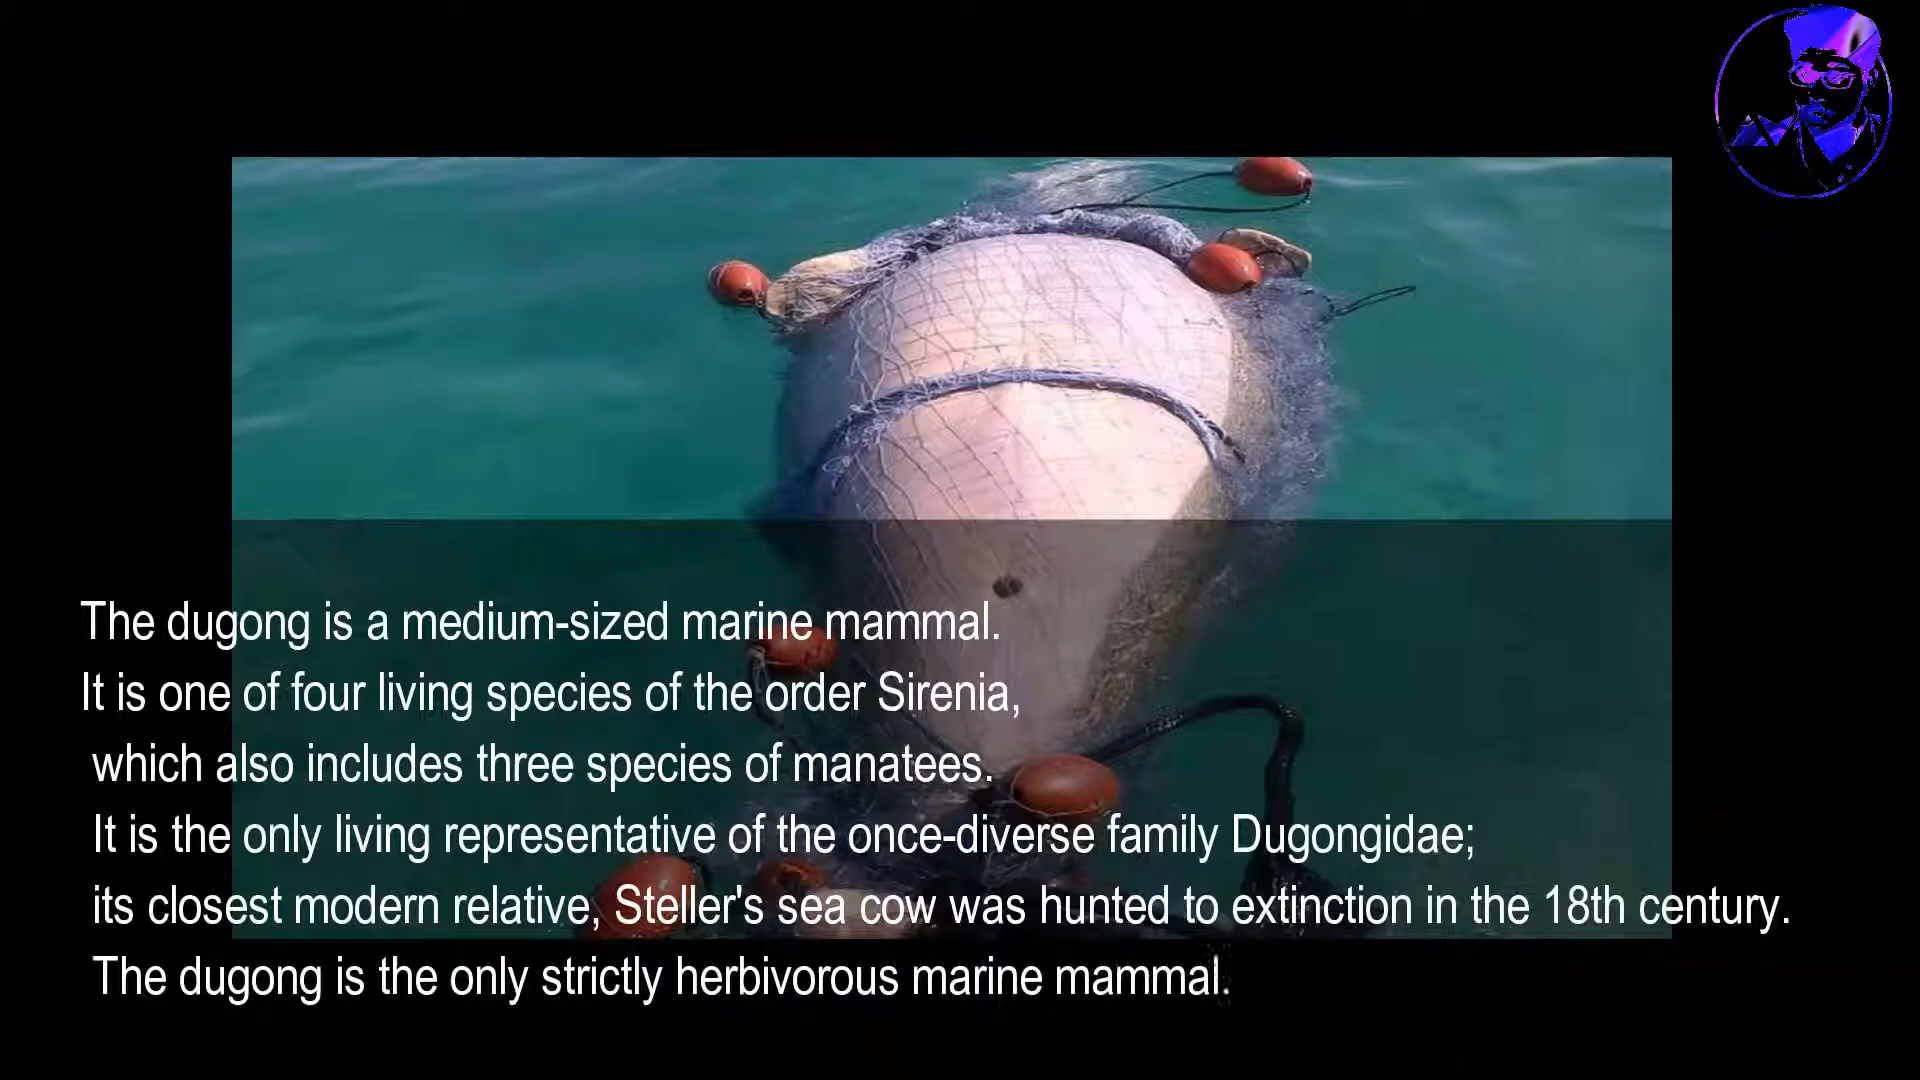 The dugong is a medium-sized marine mammal.
It is one of four living species of the order Sirenia,
which also includes three species of manatees.
It is the only living representative of the once-diverse family Dugongidae;
its closest modern relative, Steller's sea cow was hunted to extinction in the 18th century.
The dugong is the only strictly herbivorous marine mammal.